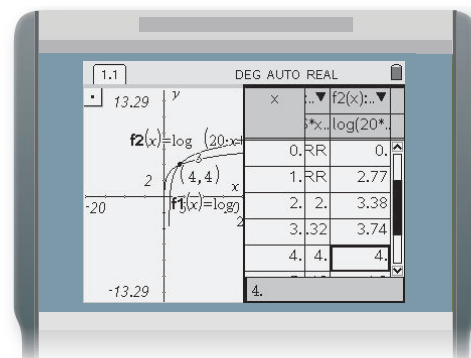 1.1
DEG AUTO REAL
13.29
y
f2(x)=log (20·x+
3
(4,4)
2
x
-20
f1(x)=log
2
-13.29
x :..▼ f2(x):..▼
*x.. log(20*..
0. RR 0.
1. RR 2.77
2. 2. 3.38
3. .32 3.74
4. 4. 4.
4.